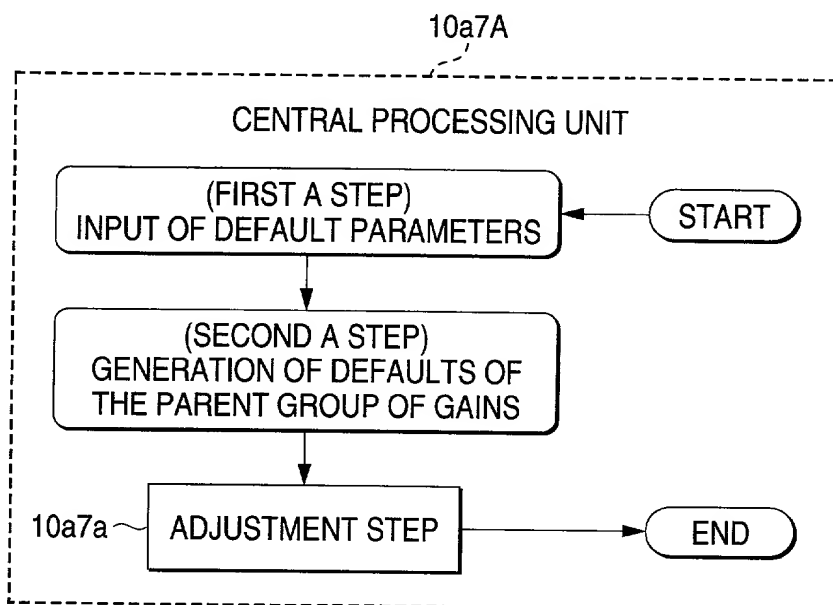 10a7A
CENTRAL PROCESSING UNIT
(FIRST A STEP)
INPUT OF DEFAULT PARAMETERS
START
(SECOND A STEP)
GENERATION OF DEFAULTS OF
THE PARENT GROUP OF GAINS
10a7a
ADJUSTMENT STEP
END